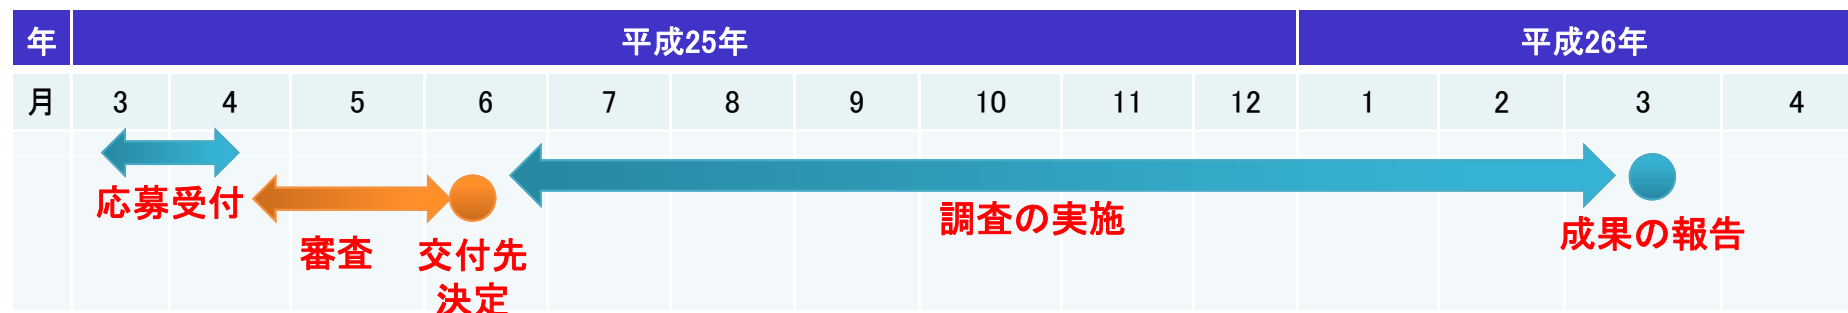 年 平成25年 平成26年
月 3 4 5 6 7 8 9 10 11 12 1 2 3 4
応募受付
審査
交付先
決定
調査の実施
成果の報告